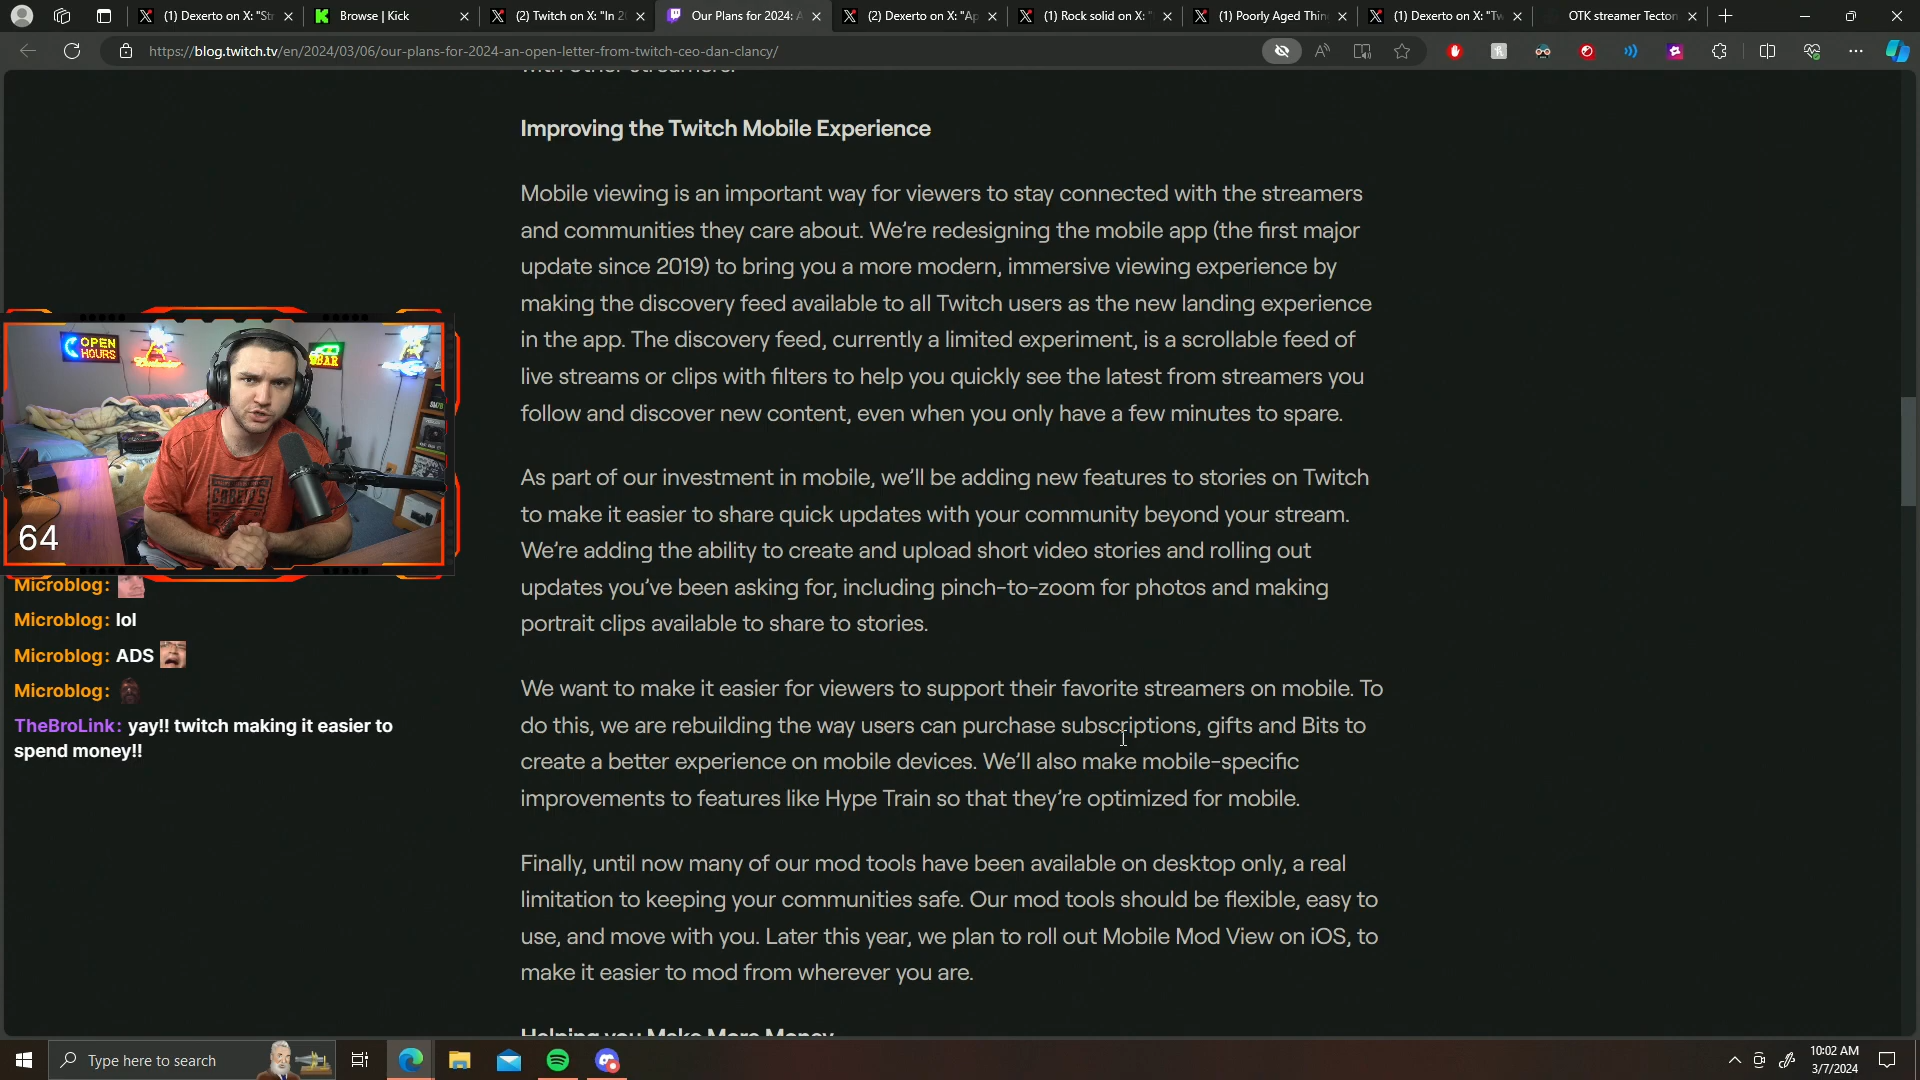 (1) Dexerto on X: "Str
Browse | Kick
(2) Twitch on X: "In 2
Our Plans for 2024: A
(2) Dexerto on X: "Ap
(1) Rock solid on X: "
(1) Poorly Aged Thin
(1) Dexerto on X: "Tw
OTK streamer Tecton
https://blog.twitch.tv/en/2024/03/06/our-plans-for-2024-an-open-letter-from-twitch-ceo-dan-clancy/
with other streamers.
Improving the Twitch Mobile Experience
Mobile viewing is an important way for viewers to stay connected with the streamers
and communities they care about. We're redesigning the mobile app (the first major
update since 2019) to bring you a more modern, immersive viewing experience by
making the discovery feed available to all Twitch users as the new landing experience
in the app. The discovery feed, currently a limited experiment, is a scrollable feed of
live streams or clips with filters to help you quickly see the latest from streamers you
follow and discover new content, even when you only have a few minutes to spare.
As part of our investment in mobile, we'll be adding new features to stories on Twitch
to make it easier to share quick updates with your community beyond your stream.
We're adding the ability to create and upload short video stories and rolling out
updates you've been asking for, including pinch-to-zoom for photos and making
portrait clips available to share to stories.
We want to make it easier for viewers to support their favorite streamers on mobile. To
do this, we are rebuilding the way users can purchase subscriptions, gifts and Bits to
create a better experience on mobile devices. We'll also make mobile-specific
improvements to features like Hype Train so that they're optimized for mobile.
Finally, until now many of our mod tools have been available on desktop only, a real
limitation to keeping your communities safe. Our mod tools should be flexible, easy to
use, and move with you. Later this year, we plan to roll out Mobile Mod View on iOS, to
make it easier to mod from wherever you are.
Helping you Make More Money
OPEN
HOURS
BAR
64
Microblog:
Microblog: lol
Microblog: ADS
Microblog:
TheBroLink: yay!! twitch making it easier to
spend money!!
Type here to search
10:02 AM
3/7/2024